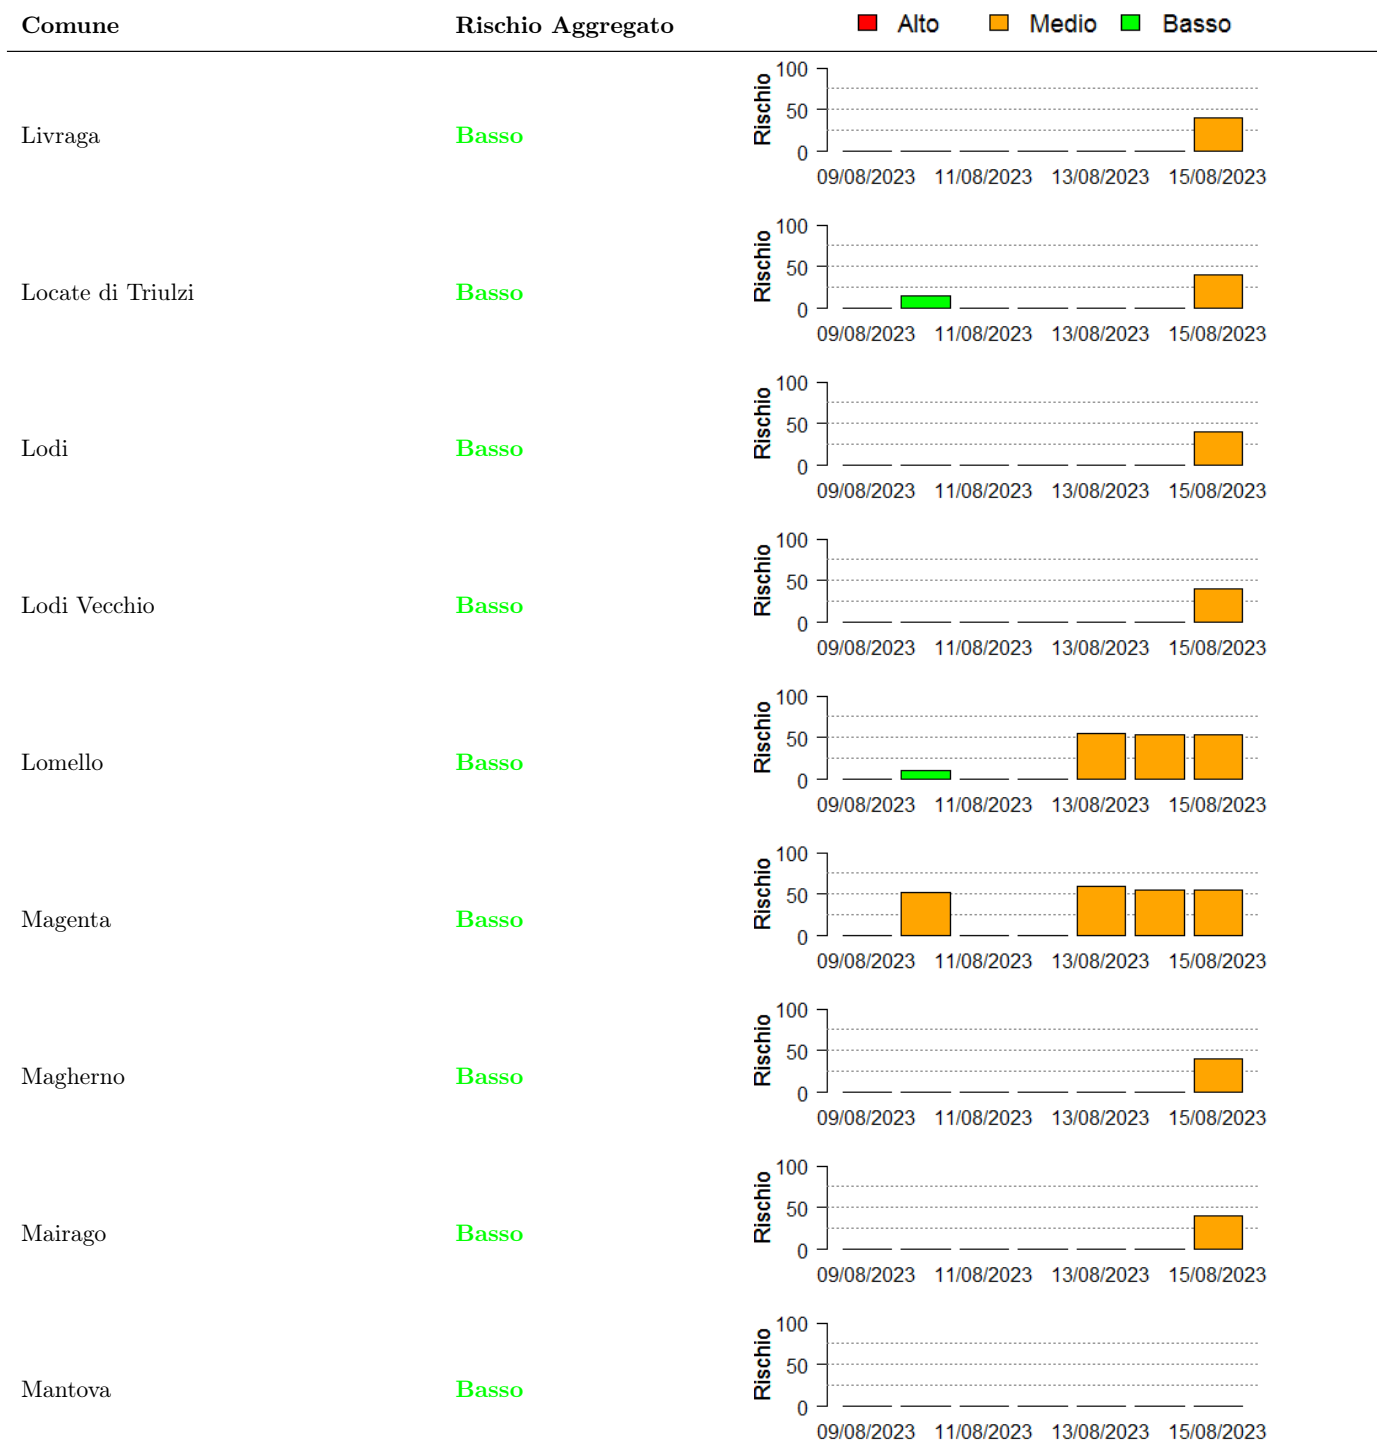 Comune Rischio Aggregato Alto Medio Basso
100
50
0
Rischio
Livraga Basso
09/08/2023 11/08/2023 13/08/2023 15/08/2023
100
50
0
Rischio
Locate di Triulzi Basso
09/08/2023 11/08/2023 13/08/2023 15/08/2023
100
50
0
Rischio
Lodi Basso
09/08/2023 11/08/2023 13/08/2023 15/08/2023
100
50
0
Rischio
Lodi Vecchio Basso
09/08/2023 11/08/2023 13/08/2023 15/08/2023
100
50
0
Rischio
Lomello Basso
09/08/2023 11/08/2023 13/08/2023 15/08/2023
100
50
0
Rischio
Magenta Basso
09/08/2023 11/08/2023 13/08/2023 15/08/2023
100
50
0
Rischio
Magherno Basso
09/08/2023 11/08/2023 13/08/2023 15/08/2023
100
50
0
Rischio
Mairago Basso
09/08/2023 11/08/2023 13/08/2023 15/08/2023
100
50
0
Rischio
Mantova Basso
09/08/2023 11/08/2023 13/08/2023 15/08/2023